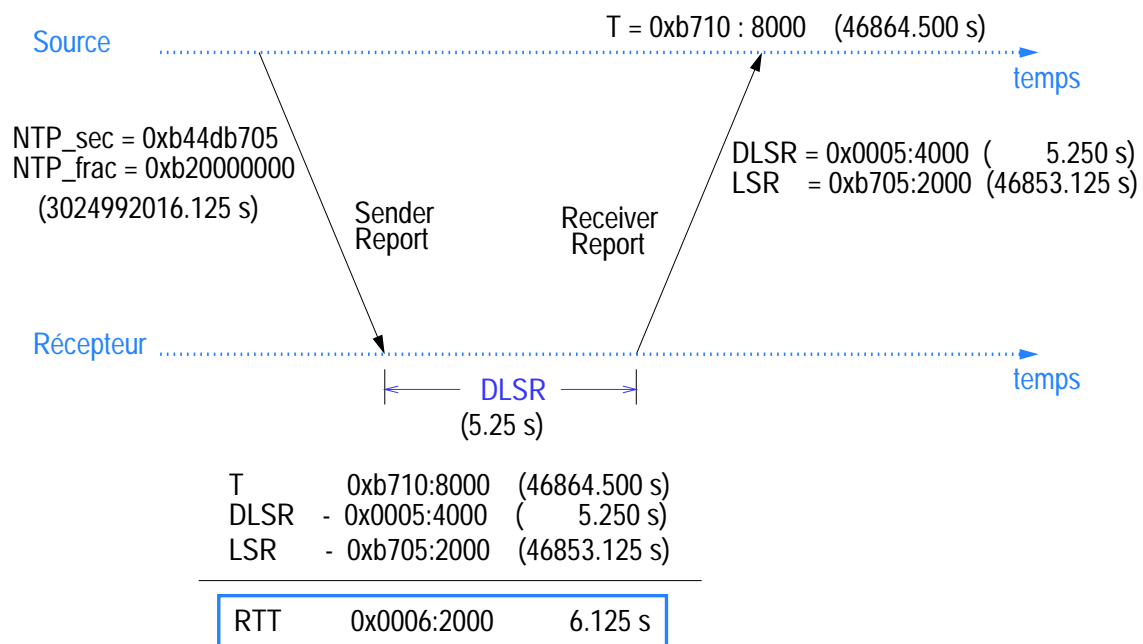 T = 0xb710 : 8000 (46864.500 s)
Source
temps
NTP_sec = 0xb44db705
NTP_frac = 0xb20000000
(3024992016.125 s)
DLSR = 0x0005:4000 ( 5.250 s)
LSR = 0xb705:2000 (46853.125 s)
Sender
Report
Receiver
Report
Récepteur
temps
DLSR
(5.25 s)
T 0xb710:8000 (46864.500 s)
DLSR - 0x0005:4000 ( 5.250 s)
LSR - 0xb705:2000 (46853.125 s)
RTT 0x0006:2000 6.125 s